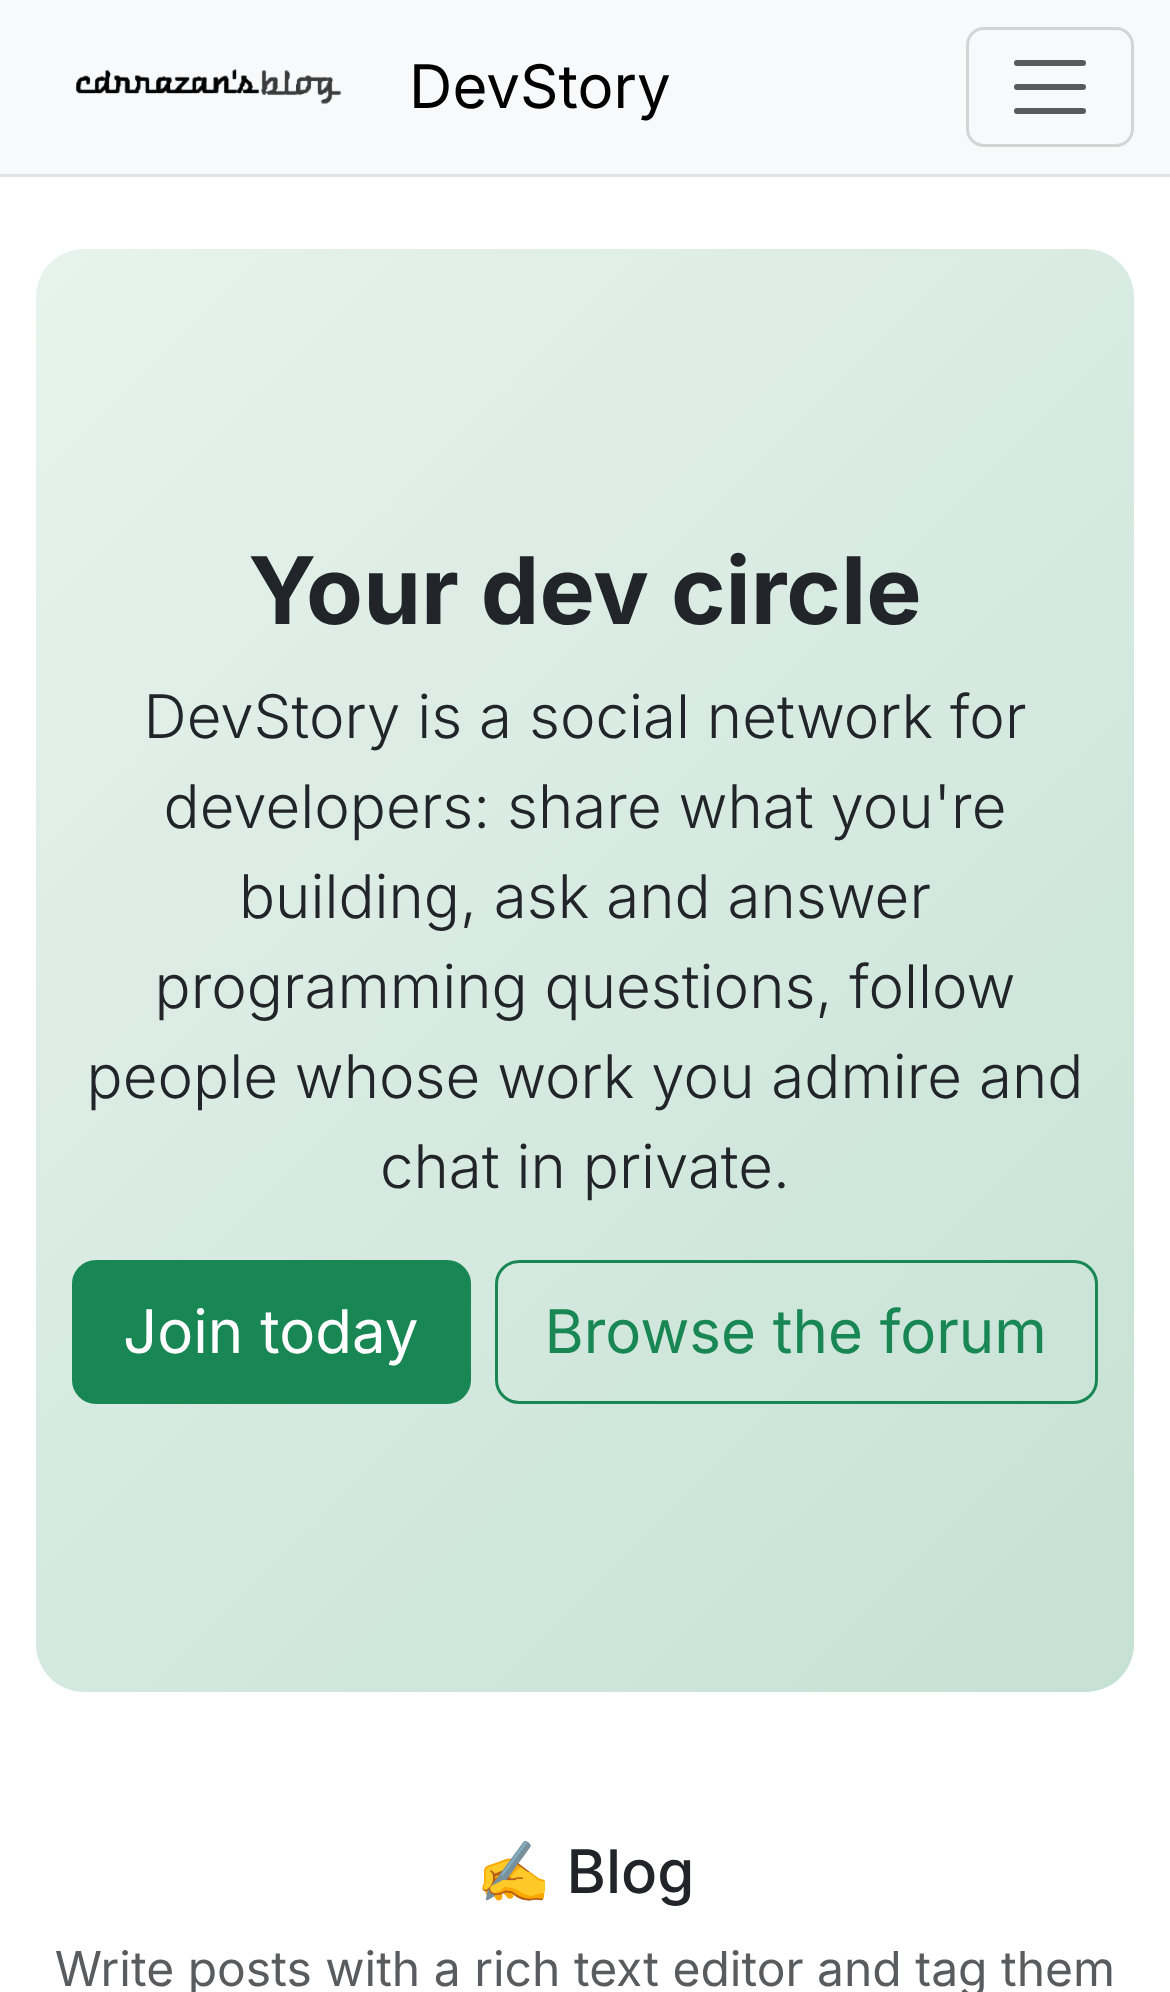 cdrrazan's blog DevStory
Your dev circle
DevStory is a social network for
developers: share what you're
building, ask and answer
programming questions, follow
people whose work you admire and
chat in private.
Join today Browse the forum
✍️ Blog
Write posts with a rich text editor and tag them